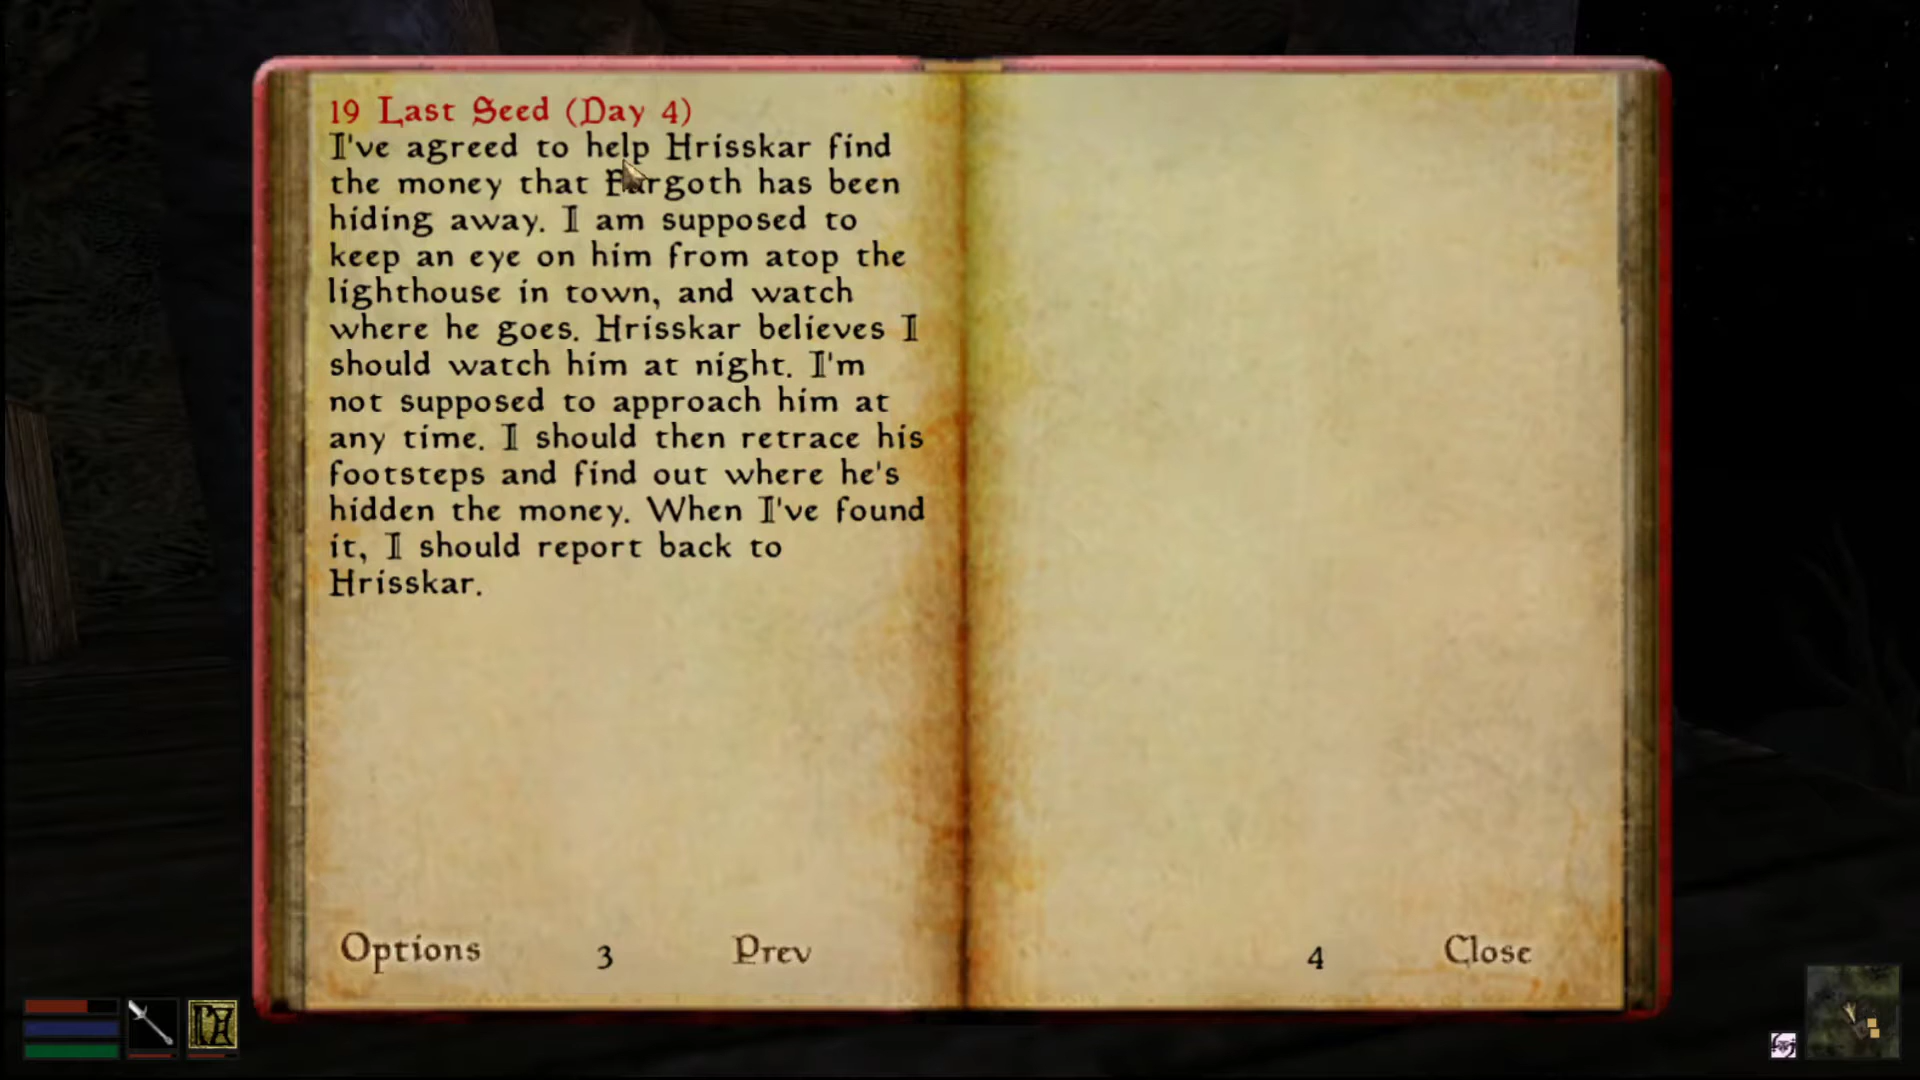 19 Last Seed (Day 4)
I've agreed to help Hrisskar find
the money that Fargoth has been
hiding away. I am supposed to
keep an eye on him from atop the
lighthouse in town, and watch
where he goes. Hrisskar believes I
should watch him at night. I'm
not supposed to approach him at
any time. I should then retrace his
footsteps and find out where he's
hidden the money. When I've found
it, I should report back to
Hrisskar.
Options 3 Prev 4 Close